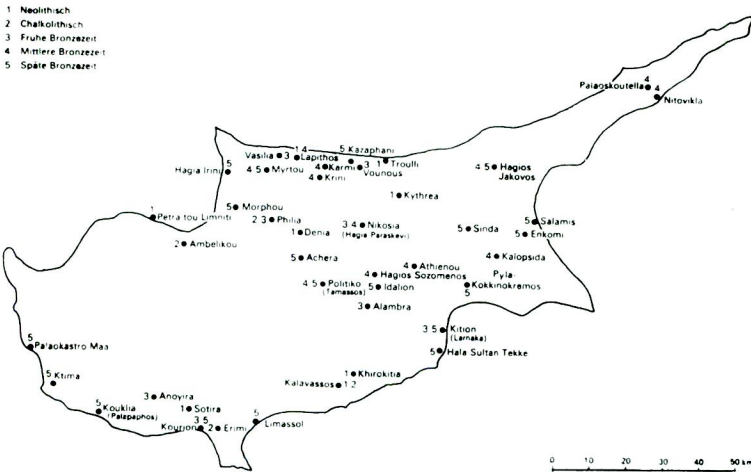 1 Neolithisch
2 Chalkolithisch
3 Fruhe Bronzezeit
4 Mittlere Bronzezeit
5 Späte Bronzezeit
4
Palaoskoutella
4
Nitovikla
5 Kazaphani
Vasilia 3
1 4
Lapithos
4 Karmi
3
Vounous
1 Troulli
Hagia Irini 5
4 5 Myrtou
4 Krini
4 5 Hagios
Jakovos
1 Kythrea
5 Morphou
1
Petra tou Limniti
2 3 Philia
1 Denia
3 4 Nikosia
(Hagia Paraskevi)
5 Sinda
5 Salamis
5 Enkomi
2 Ambelikou
5 Achera
4 Athienou
4 Kalopsida
4 Hagios Sozomenos
4 5 Politiko
(Tamassos)
5 Idalion
Pyla-
Kokkinokremos
5
3 Alambra
3 5 Kition
(Larnaka)
5 Hala Sultan Tekke
5
Palaokastro Maa
5
Ktima
1 Khirokitia
Kalavassos 1 2
3 Anoyira
5
Kouklia
(Palapaphos)
1 Sotira
3 5
Kourion
2 Erimi
5
Limassol
0 10 20 30 40 50 km